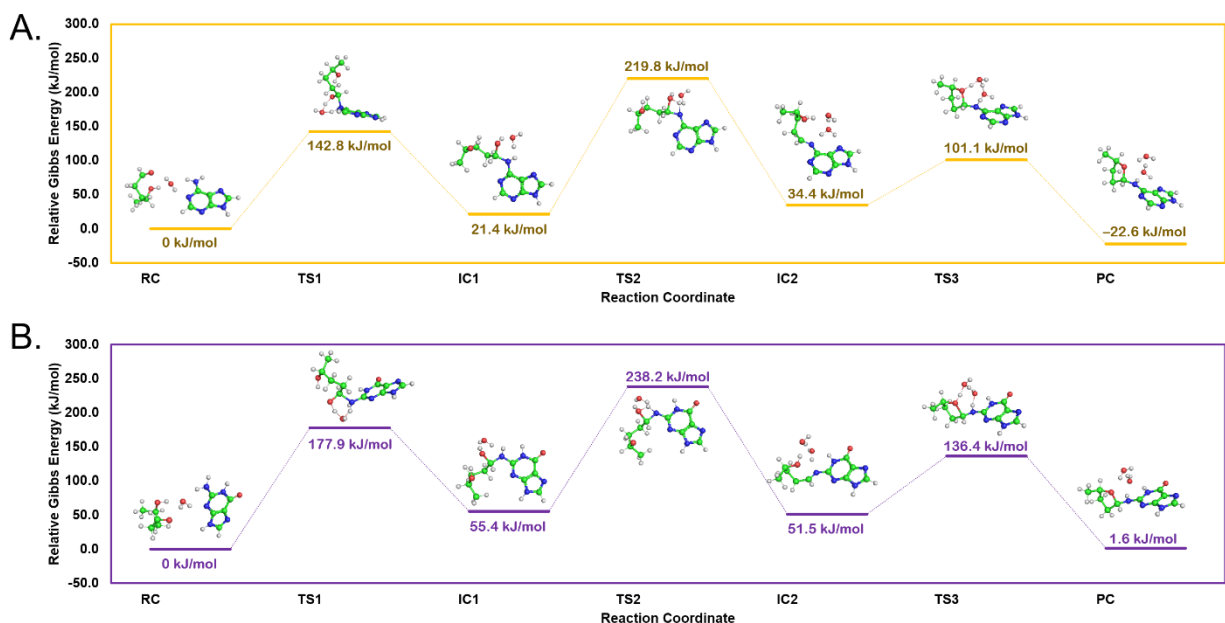 A.
Relative Gibbs Energy (kJ/mol)
300.0
250.0
200.0
150.0
100.0
50.0
0.0
-50.0
0 kJ/mol
142.8 kJ/mol
21.4 kJ/mol
219.8 kJ/mol
34.4 kJ/mol
101.1 kJ/mol
−22.6 kJ/mol
RC TS1 IC1 TS2 IC2 TS3 PC
Reaction Coordinate
B.
Relative Gibbs Energy (kJ/mol)
300.0
250.0
200.0
150.0
100.0
50.0
0.0
-50.0
0 kJ/mol
177.9 kJ/mol
55.4 kJ/mol
238.2 kJ/mol
51.5 kJ/mol
136.4 kJ/mol
1.6 kJ/mol
RC TS1 IC1 TS2 IC2 TS3 PC
Reaction Coordinate